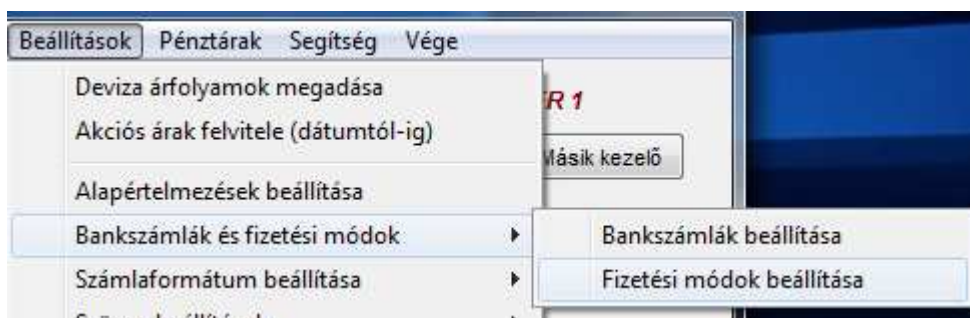 Beállítások Pénztárak Segítség Vége
Deviza árfolyamok megadása
R 1
Akciós árak felvitele (dátumtól-ig)
Másik kezelő
Alapértelmezések beállítása
Bankszámlák és fizetési módok
Bankszámlák beállítása
Számlaformátum beállítása
Fizetési módok beállítása